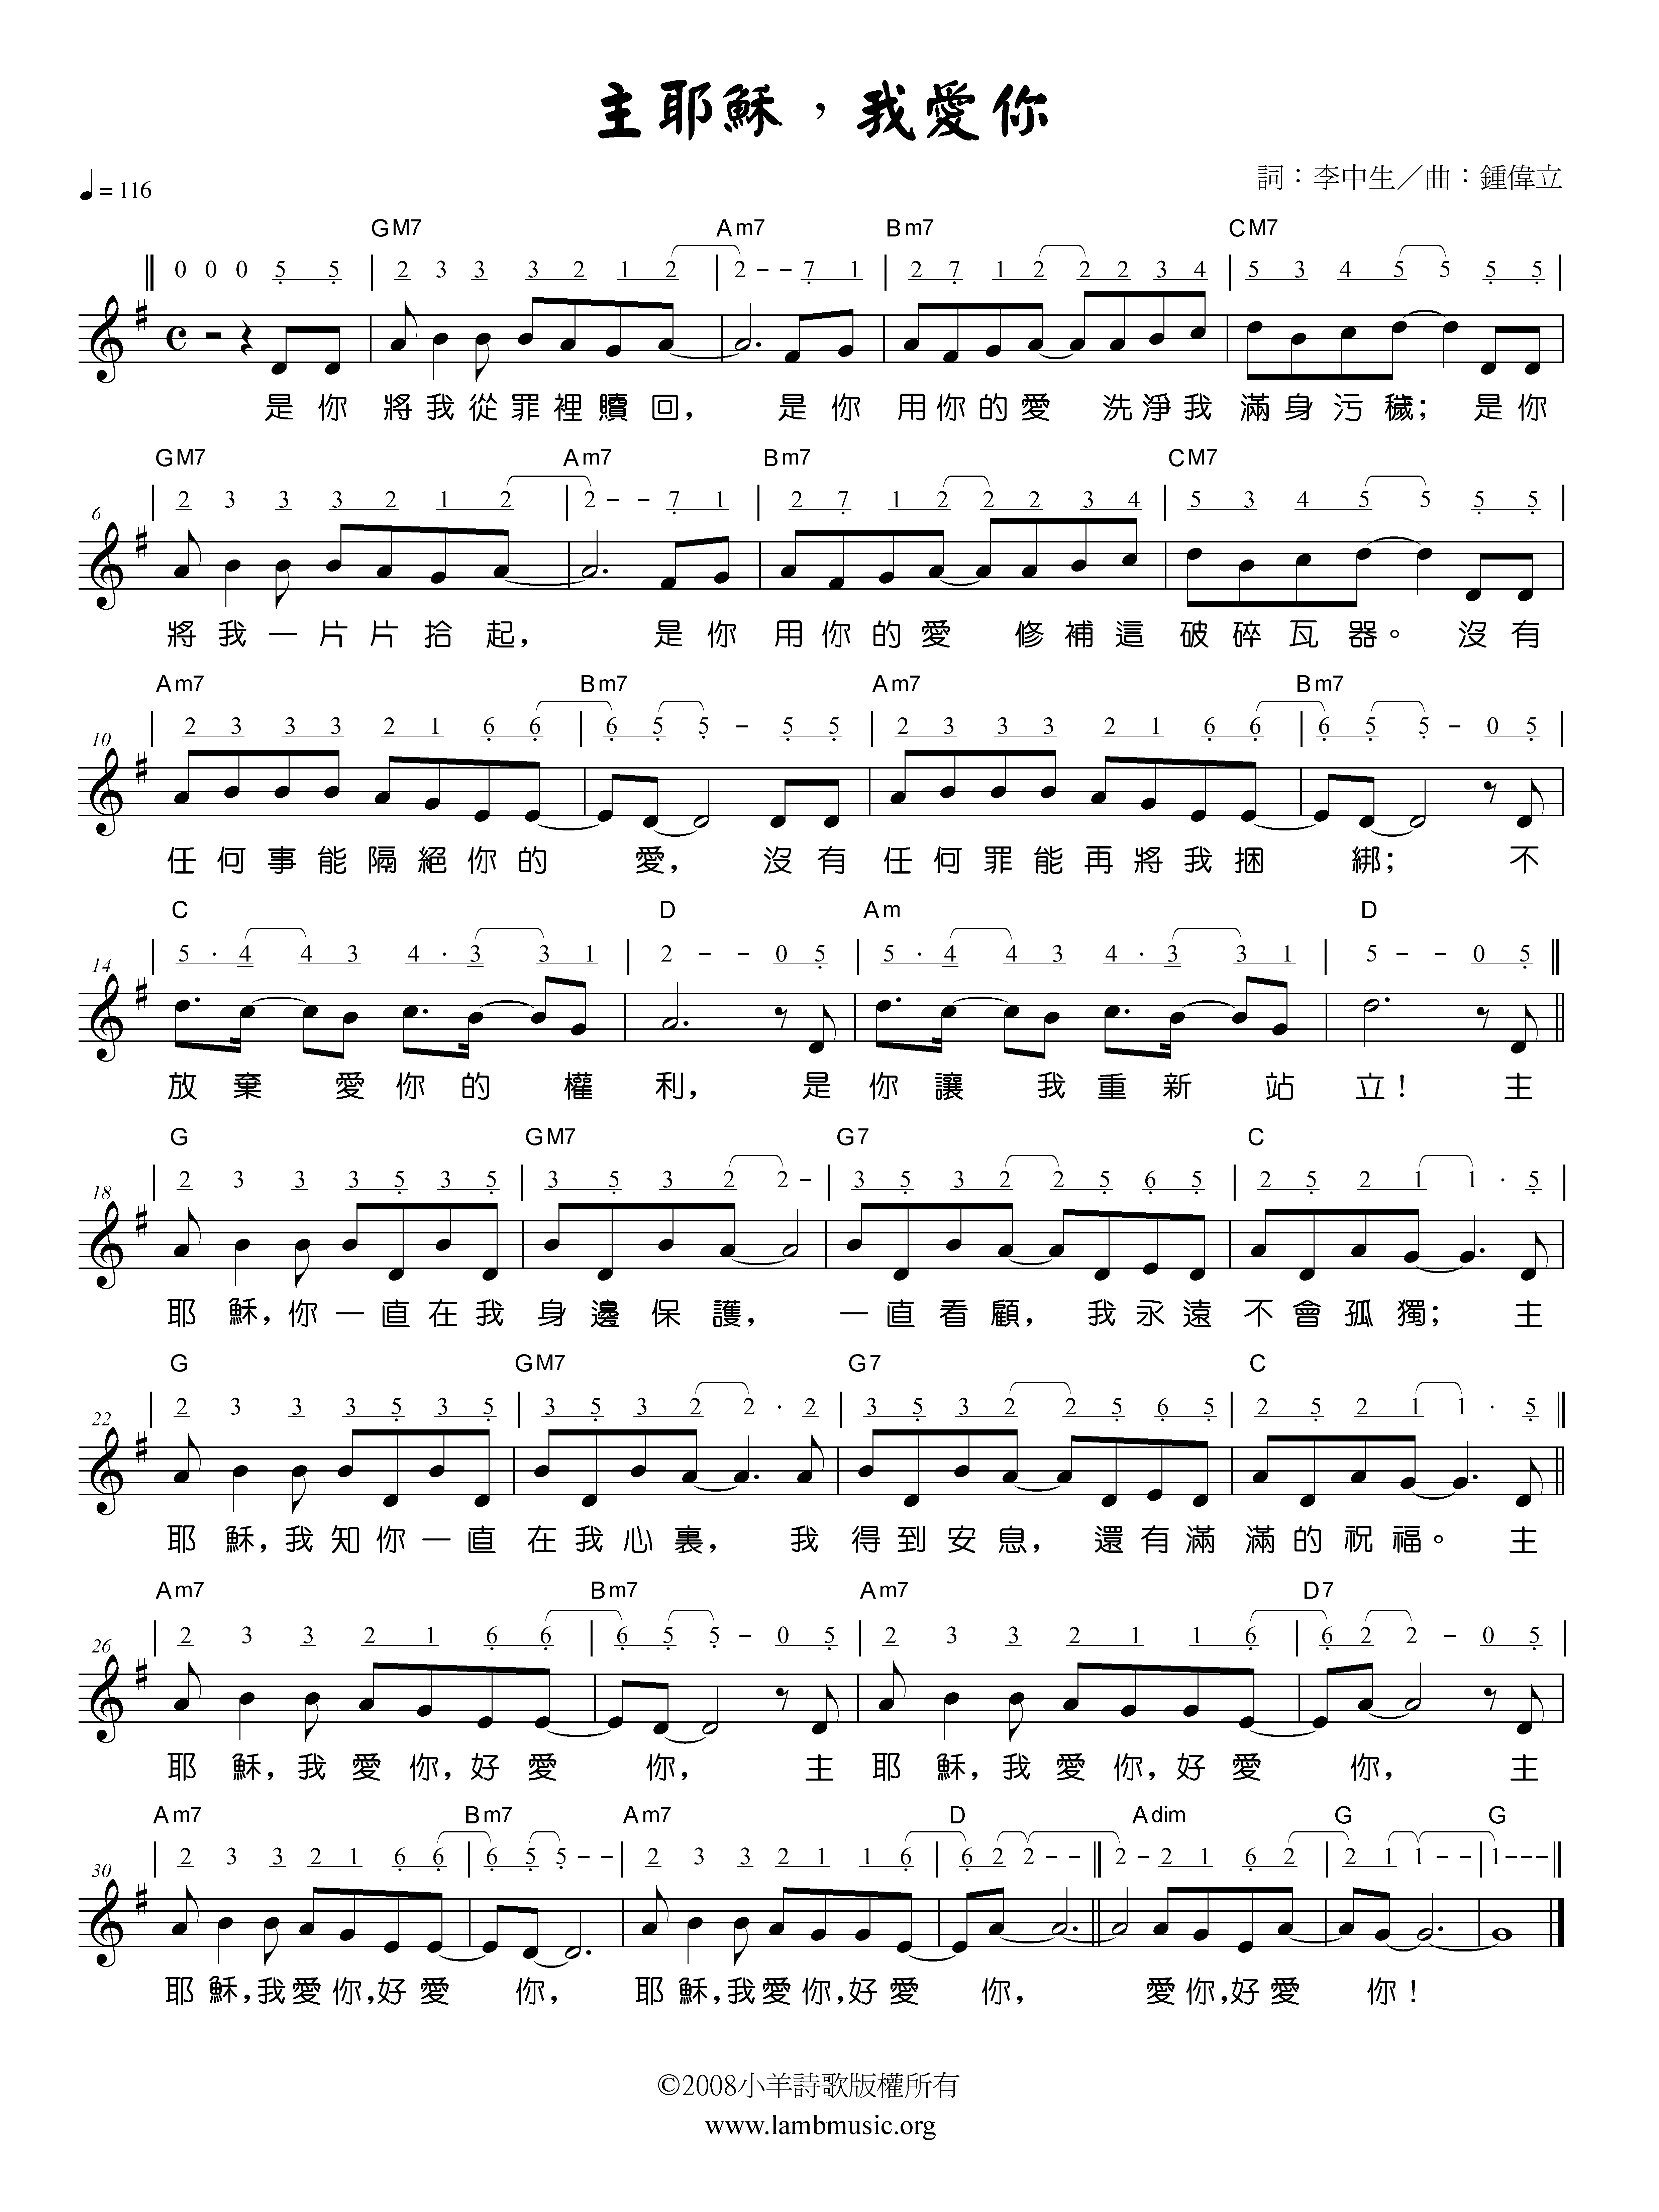 主耶穌，我愛你
♩= 116
詞：李中生／曲：鍾偉立
GM7 Am7 Bm7 CM7
0 0 0 5 5 | 2 3 3 3 2 1 2 | 2 - - 7 1 | 2 7 1 2 2 2 3 4 | 5 3 4 5 5 5 5 |
是你 將我從罪裡贖回， 是你 用你的愛 洗淨我 滿身污穢； 是你
GM7 Am7 Bm7 CM7
| 2 3 3 3 2 1 2 | 2 - - 7 1 | 2 7 1 2 2 2 3 4 | 5 3 4 5 5 5 5 |
6
將我一片片拾起， 是你 用你的愛 修補這 破碎瓦器。 沒有
Am7 Bm7 Am7 Bm7
| 2 3 3 3 2 1 6 6 | 6 5 5 - 5 5 | 2 3 3 3 2 1 6 6 | 6 5 5 - 0 5 |
10
任何事能隔絕你的 愛， 沒有 任何罪能再將我捆 綁； 不
C D Am D
| 5 · 4 4 3 4 · 3 3 1 | 2 - - 0 5 | 5 · 4 4 3 4 · 3 3 1 | 5 - - 0 5 ‖
14
放棄 愛你的 權 利， 是 你讓 我重新 站 立！ 主
G GM7 G7 C
| 2 3 3 3 5 3 5 | 3 5 3 2 2 - | 3 5 3 2 2 5 6 5 | 2 5 2 1 1 · 5 |
18
耶穌，你一直在我 身邊保護， 一直看顧， 我永遠 不會孤獨； 主
G GM7 G7 C
| 2 3 3 3 5 3 5 | 3 5 3 2 2 · 2 | 3 5 3 2 2 5 6 5 | 2 5 2 1 1 · 5 ‖
22
耶穌，我知你一直 在我心裏， 我 得到安息， 還有滿 滿的祝福。 主
Am7 Bm7 Am7 D7
| 2 3 3 2 1 6 6 | 6 5 5 - 0 5 | 2 3 3 2 1 1 6 | 6 2 2 - 0 5 |
26
耶穌，我愛你，好愛 你， 主 耶穌，我愛你，好愛 你， 主
Am7 Bm7 Am7 D Adim G G
| 2 3 3 2 1 6 6 | 6 5 5 - - | 2 3 3 2 1 1 6 | 6 2 2 - - ‖ 2 - 2 1 6 2 | 2 1 1 - - | 1 - - - ‖
30
耶穌，我愛你，好愛 你， 耶穌，我愛你，好愛 你， 愛你，好愛 你！
©2008小羊詩歌版權所有
www.lambmusic.org